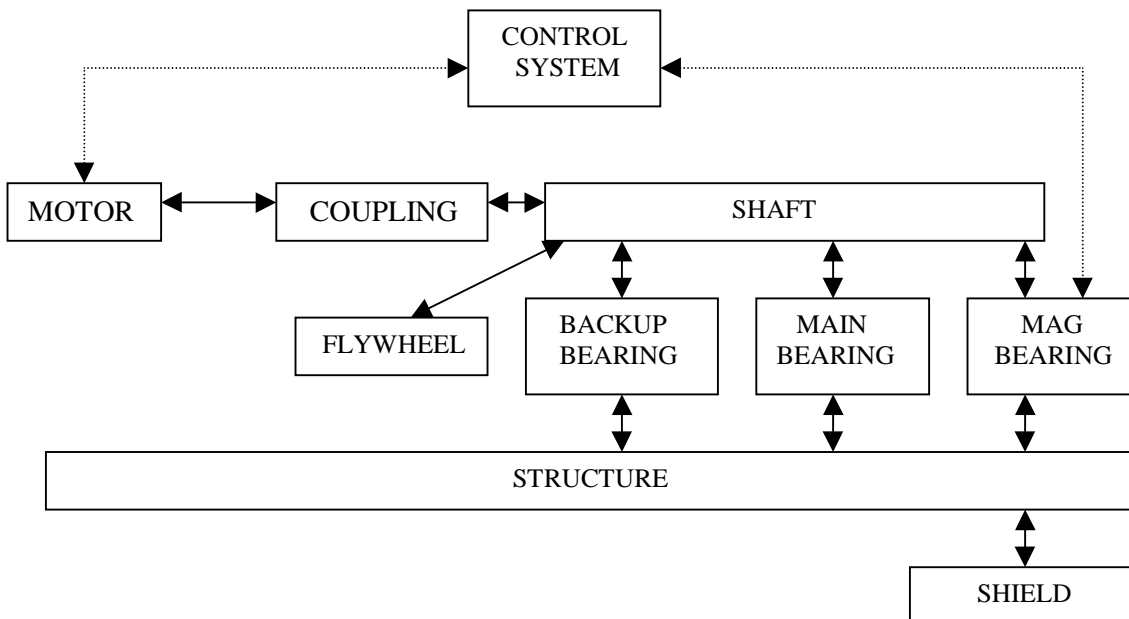 CONTROL
SYSTEM
MOTOR
COUPLING
SHAFT
FLYWHEEL
BACKUP
BEARING
MAIN
BEARING
MAG
BEARING
STRUCTURE
SHIELD